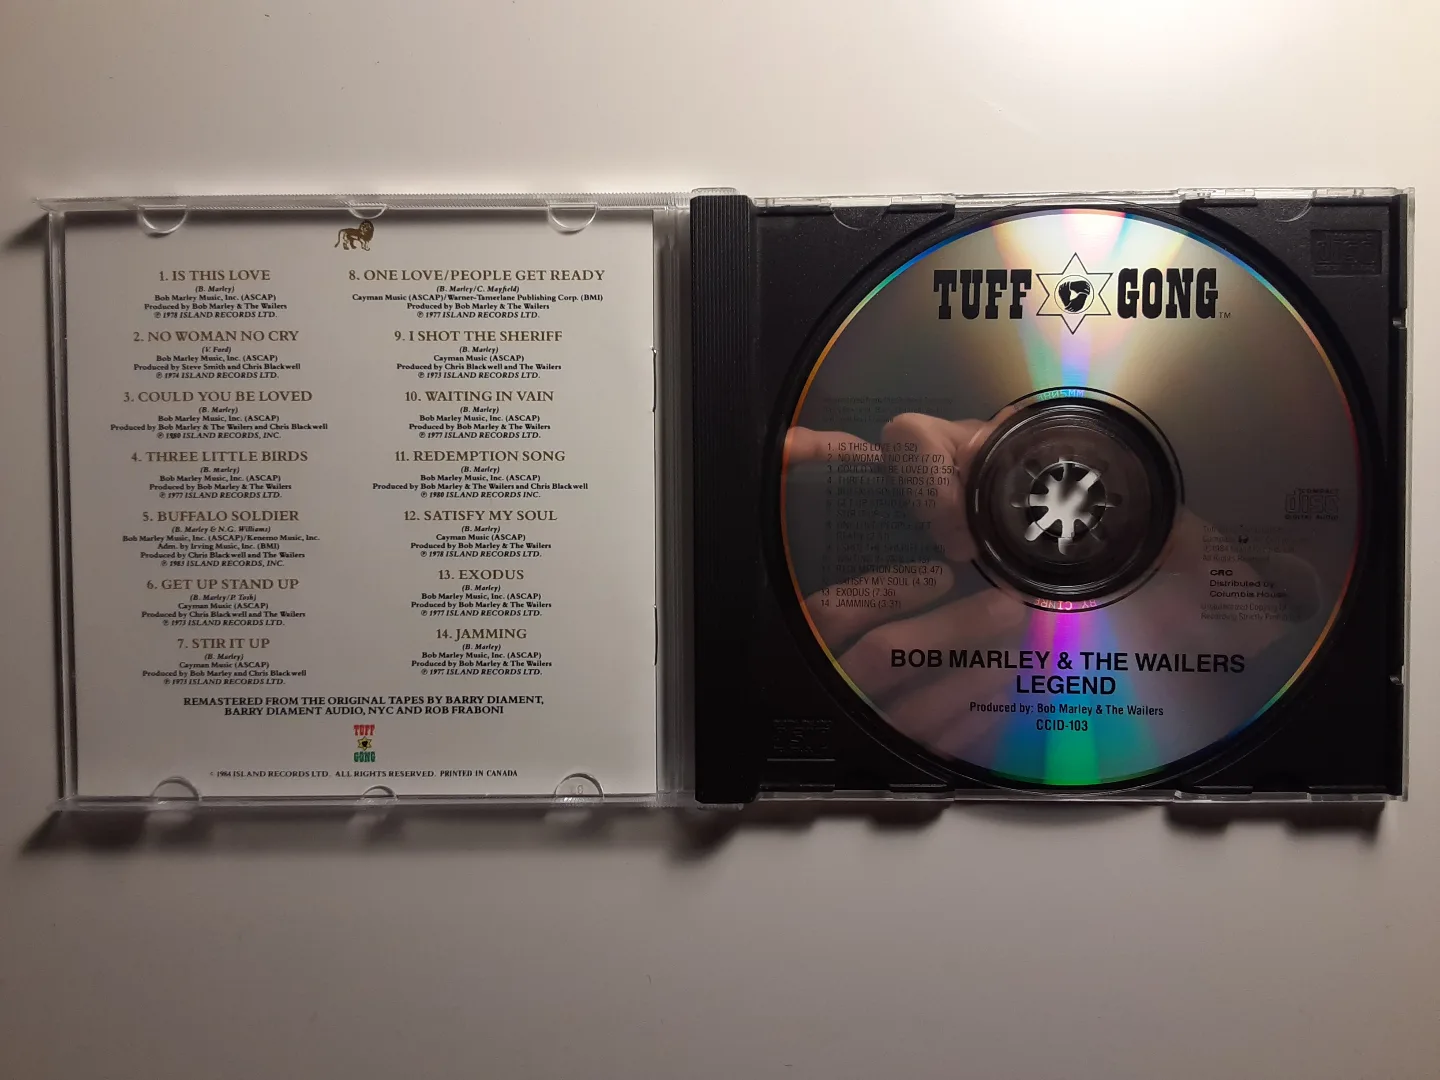 1. IS THIS LOVE
(B. Marley)
Bob Marley Music, Inc. (ASCAP)
Produced by Bob Marley & The Wailers
℗ 1978 ISLAND RECORDS LTD.
2. NO WOMAN NO CRY
(V. Ford)
Bob Marley Music, Inc. (ASCAP)
Produced by Steve Smith and Chris Blackwell
℗ 1974 ISLAND RECORDS LTD.
3. COULD YOU BE LOVED
(B. Marley)
Bob Marley Music, Inc. (ASCAP)
Produced by Bob Marley & The Wailers and Chris Blackwell
℗ 1980 ISLAND RECORDS, INC.
4. THREE LITTLE BIRDS
(B. Marley)
Bob Marley Music, Inc. (ASCAP)
Produced by Bob Marley & The Wailers
℗ 1977 ISLAND RECORDS LTD.
5. BUFFALO SOLDIER
(B. Marley & N.G. Williams)
Bob Marley Music, Inc. (ASCAP)/Kenemo Music, Inc.
Adm. by Irving Music, Inc. (BMI)
Produced by Chris Blackwell and The Wailers
℗ 1983 ISLAND RECORDS, INC.
6. GET UP STAND UP
(B. Marley/P. Tosh)
Cayman Music (ASCAP)
Produced by Chris Blackwell and The Wailers
℗ 1973 ISLAND RECORDS LTD.
7. STIR IT UP
(B. Marley)
Cayman Music (ASCAP)
Produced by Bob Marley and Chris Blackwell
℗ 1973 ISLAND RECORDS LTD.
8. ONE LOVE/PEOPLE GET READY
(B. Marley/C. Mayfield)
Cayman Music (ASCAP)/Warner-Tamerlane Publishing Corp. (BMI)
Produced by Bob Marley & The Wailers
℗ 1977 ISLAND RECORDS LTD.
9. I SHOT THE SHERIFF
(B. Marley)
Cayman Music (ASCAP)
Produced by Chris Blackwell and The Wailers
℗ 1973 ISLAND RECORDS LTD.
10. WAITING IN VAIN
(B. Marley)
Bob Marley Music, Inc. (ASCAP)
Produced by Bob Marley & The Wailers
℗ 1977 ISLAND RECORDS LTD.
11. REDEMPTION SONG
(B. Marley)
Bob Marley Music, Inc. (ASCAP)
Produced by Bob Marley & The Wailers and Chris Blackwell
℗ 1980 ISLAND RECORDS INC.
12. SATISFY MY SOUL
(B. Marley)
Cayman Music (ASCAP)
Produced by Bob Marley & The Wailers
℗ 1978 ISLAND RECORDS LTD.
13. EXODUS
(B. Marley)
Bob Marley Music, Inc. (ASCAP)
Produced by Bob Marley & The Wailers
℗ 1977 ISLAND RECORDS LTD.
14. JAMMING
(B. Marley)
Bob Marley Music, Inc. (ASCAP)
Produced by Bob Marley & The Wailers
℗ 1977 ISLAND RECORDS LTD.
REMASTERED FROM THE ORIGINAL TAPES BY BARRY DIAMENT,
BARRY DIAMENT AUDIO, NYC AND ROB FRABONI
TUFF
GONG
© 1984 ISLAND RECORDS LTD. ALL RIGHTS RESERVED. PRINTED IN CANADA
TUFF GONG TM
1 IS THIS LOVE (3:52)
2 NO WOMAN NO CRY (7:07)
3 COULD YOU BE LOVED (3:55)
4 THREE LITTLE BIRDS (3:01)
5 BUFFALO SOLDIER (4:16)
6 GET UP STAND UP (3:17)
REDEMPTION SONG (3:47)
SATISFY MY SOUL (4:30)
13 EXODUS (7:36)
14 JAMMING (3:31)
COMPACT
disc
DIGITAL AUDIO
CRC
Distributed by
Columbia House
BOB MARLEY & THE WAILERS
LEGEND
Produced by: Bob Marley & The Wailers
CCID-103